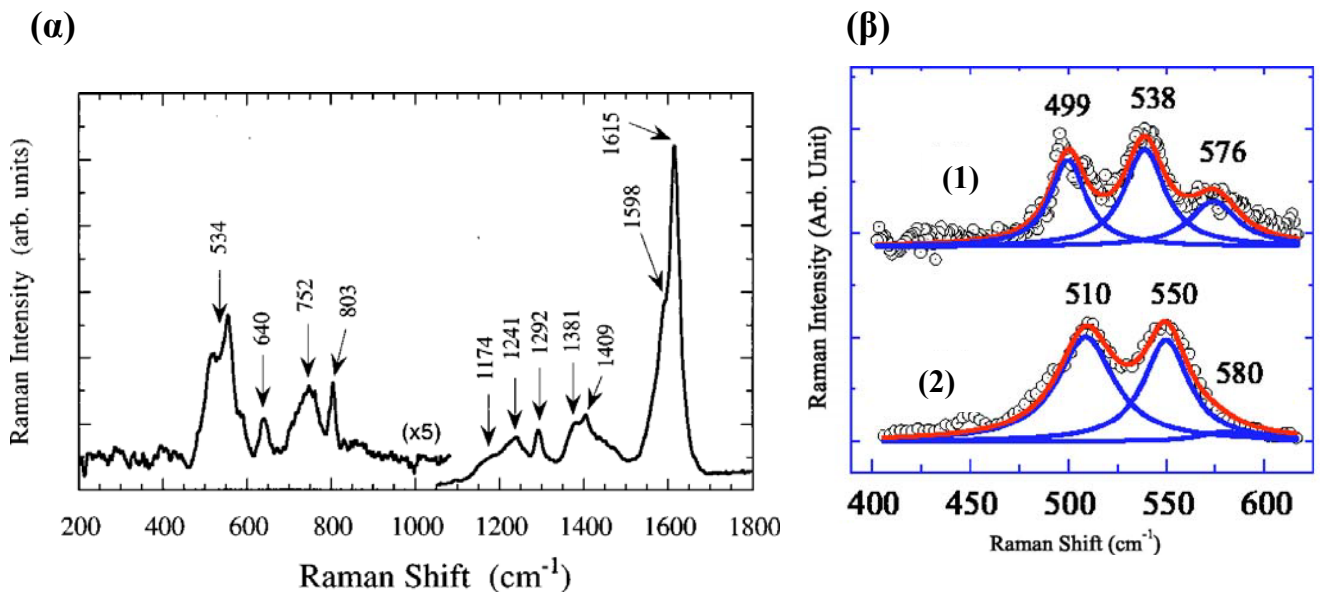 (α)
Raman Intensity (arb. units)
534
640
752
803
(x5)
1174
1241
1292
1381
1409
1598
1615
200 400 600 800 1000 1200 1400 1600 1800
Raman Shift (cm⁻¹)
(β)
Raman Intensity (Arb. Unit)
499 538 576
(1)
510 550 580
(2)
400 450 500 550 600
Raman Shift (cm⁻¹)